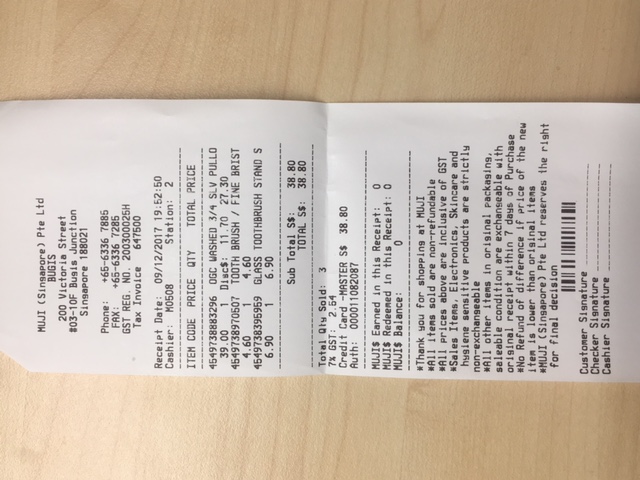 MUJI (Singapore) Pte Ltd
BUGIS
200 Victoria Street
#03-10F Bugis Junction
Singapore 188021
Phone: +65-6336 7885
FAX: +65-6336 7285
GST REG. NO. 200300025H
Tax Invoice 647500
Receipt Date: 09/12/2017 19:52:50
Cashier: M0508 Station: 2
ITEM CODE PRICE QTY TOTAL PRICE
4549738883296 OGC WASHED 3/4 SLV PULLO
39.00 1 Disc$: 11.70 27.30
4549738970507 TOOTH BRUSH / FINE BRIST
4.60 1 4.60
4549738395959 GLASS TOOTHBRUSH STAND S
6.90 1 6.90
Sub Total S$: 38.80
TOTAL S$: 38.80
Total Qty Sold: 3
7% GST: 2.54
Credit Card -MASTER S$ 38.80
Auth: 000011082087
MUJI$ Earned in this Receipt: 0
MUJI$ Redeemed in this Receipt: 0
MUJI$ Balance: 0
*Thank you for shopping at MUJI
*All items sold are non-refundable
*All prices above are inclusive of GST
*Sales Items, Electronics, Skincare and
hygiene sensitive products are strictly
non-exchangeable
*All other items in original packaging,
saleable condition are exchangeable with
original receipt within 7 days of Purchase
*No Refund of difference if price of the new
item is lower than original items
*MUJI (Singapore) Pte Ltd reserves the right
for final decision
Customer Signature
Checker Signature
Cashier Signature